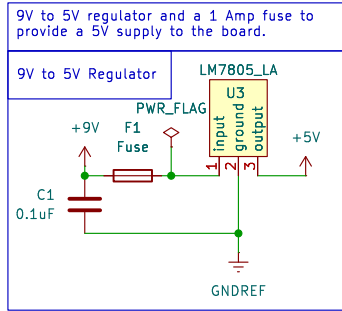 9V to 5V regulator and a 1 Amp fuse to
provide a 5V supply to the board.
9V to 5V Regulator
LM7805_LA
U3
PWR_FLAG
+9V
F1
Fuse
input
ground
output
+5V
1
2
3
C1
0.1uF
GNDREF